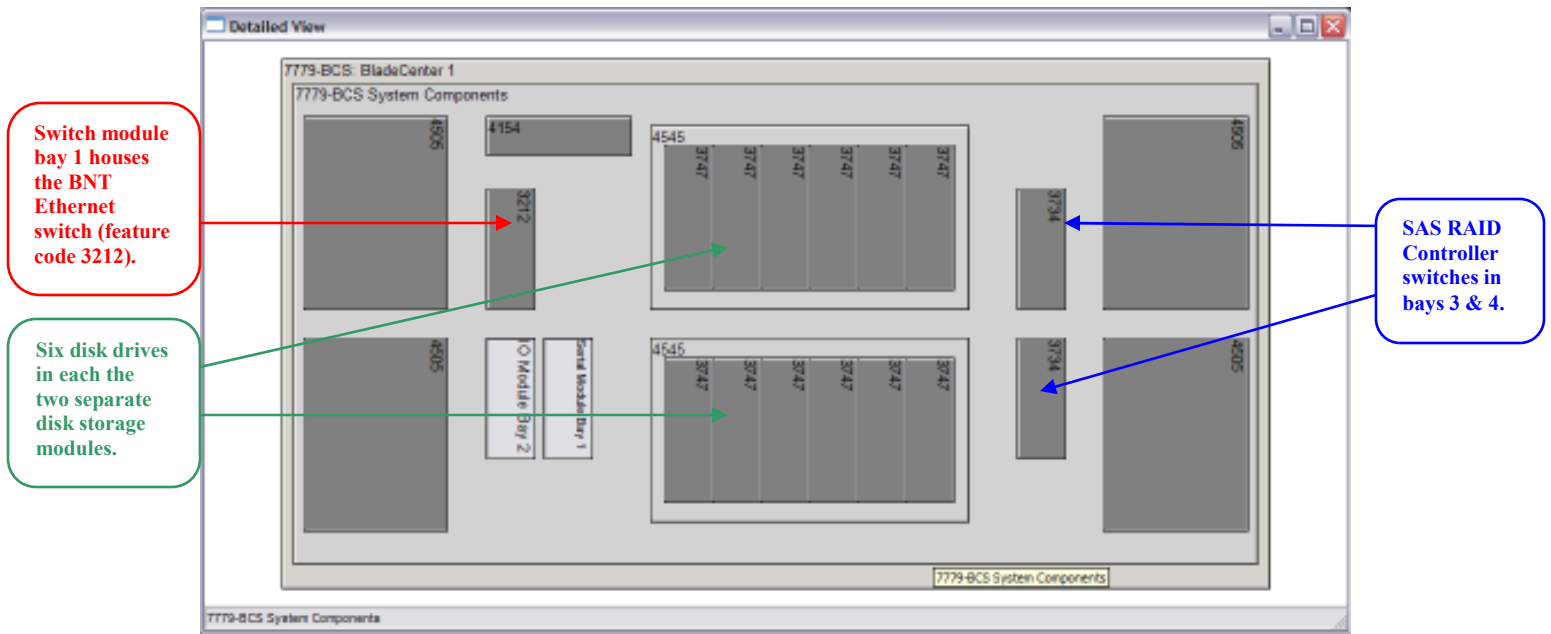 Detailed View
7779-BCS: BladeCenter 1
7779-BCS System Components
Switch module
bay 1 houses
the BNT
Ethernet
switch (feature
code 3212).
Six disk drives
in each the
two separate
disk storage
modules.
4505
4154
3212
4545
3747
3747
3747
3747
3747
3747
3734
4505
4505
IO Module Bay 2
Serial Module Bay 1
4545
3747
3747
3747
3747
3747
3747
3734
4505
SAS RAID
Controller
switches in
bays 3 & 4.
7779-BCS System Components
7779-BCS System Components